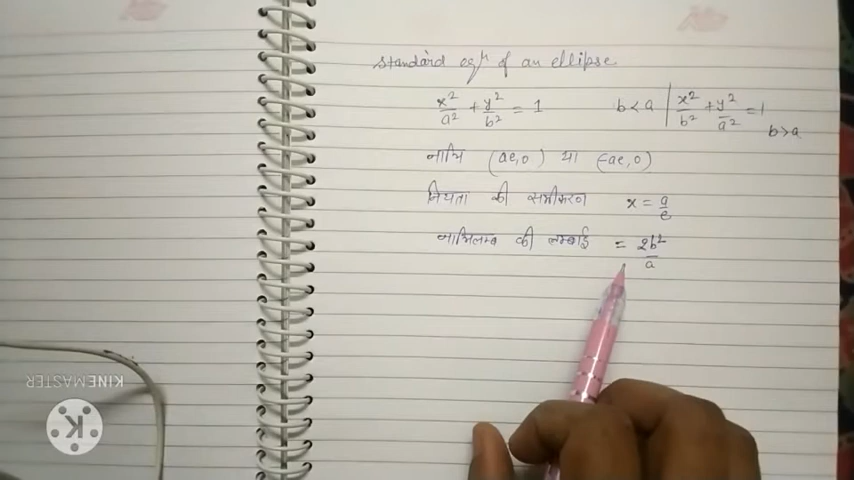 standard eqn of an ellipse
x²/a² + y²/b² = 1 b < a | x²/b² + y²/a² = 1
b > a
नाभि (ae, 0) या (-ae, 0)
नियता की समीकरण x = a/e
नाभिलम्ब की लम्बाई = 2b²/a
KINEMASTER
K